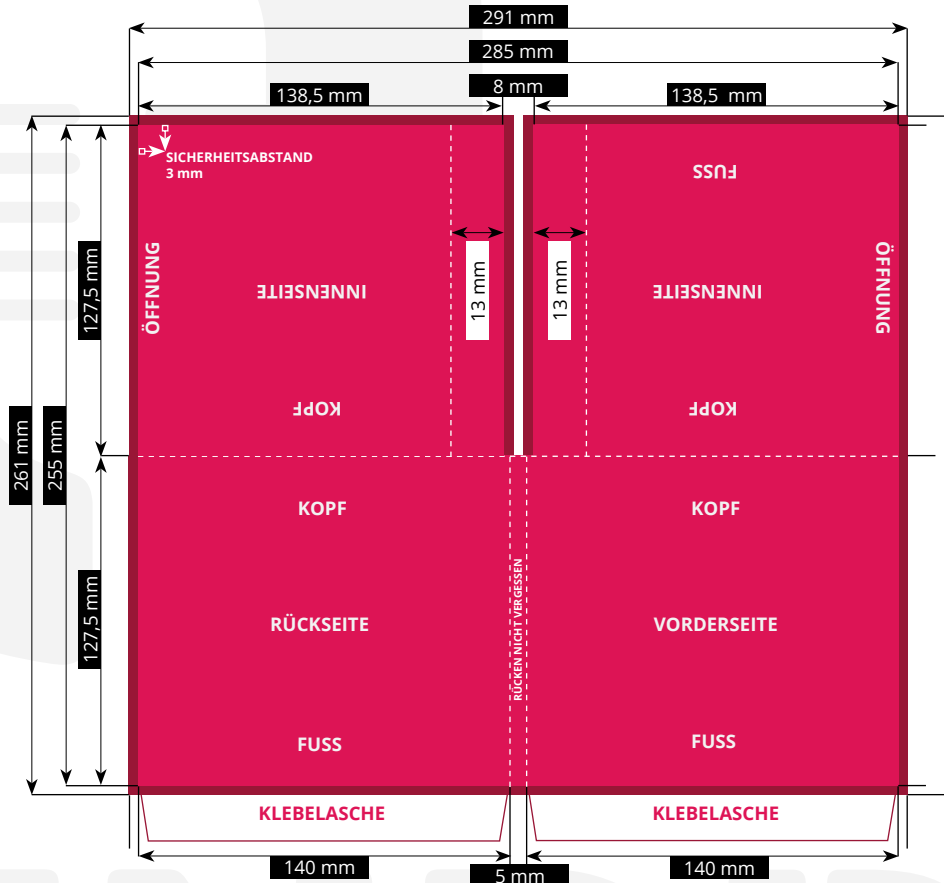 291 mm
285 mm
8 mm
138,5 mm
138,5 mm
SICHERHEITSABSTAND
3 mm
FUSS
ÖFFNUNG
INNENSEITE
13 mm
13 mm
INNENSEITE
ÖFFNUNG
127,5 mm
KOPF
KOPF
261 mm
255 mm
KOPF
KOPF
127,5 mm
RÜCKSEITE
RÜCKEN NICHT VERGESSEN
VORDERSEITE
FUSS
FUSS
KLEBELASCHE
KLEBELASCHE
140 mm
5 mm
140 mm